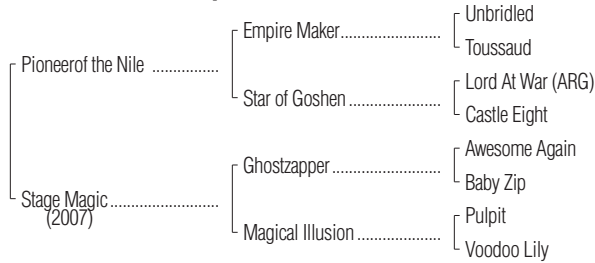 Unbridled
Empire Maker....................
Toussaud
Pioneerof the Nile ................
Lord At War (ARG)
Star of Goshen ......................
Castle Eight
Awesome Again
Ghostzapper.........................
Baby Zip
Stage Magic..........................
(2007)
Pulpit
Magical Illusion ....................
Voodoo Lily